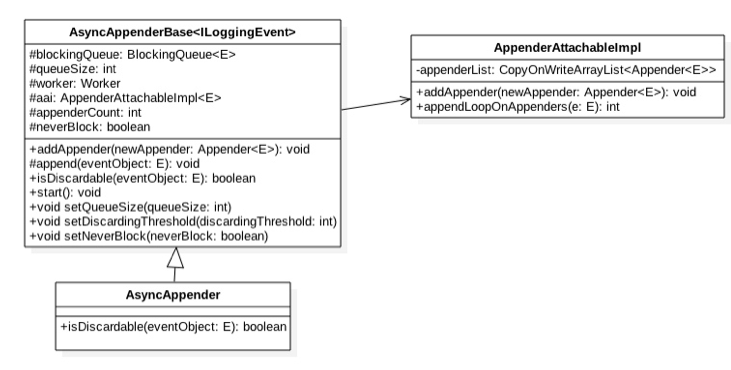 AsyncAppenderBase<ILoggingEvent>
#blockingQueue: BlockingQueue<E>
#queueSize: int
#worker: Worker
#aai: AppenderAttachableImpl<E>
#appenderCount: int
#neverBlock: boolean
+addAppender(newAppender: Appender<E>): void
#append(eventObject: E): void
+isDiscardable(eventObject: E): boolean
+start(): void
+void setQueueSize(queueSize: int)
+void setDiscardingThreshold(discardingThreshold: int)
+void setNeverBlock(neverBlock: boolean)
AppenderAttachableImpl
-appenderList: CopyOnWriteArrayList<Appender<E>>
+addAppender(newAppender: Appender<E>): void
+appendLoopOnAppenders(e: E): int
AsyncAppender
+isDiscardable(eventObject: E): boolean